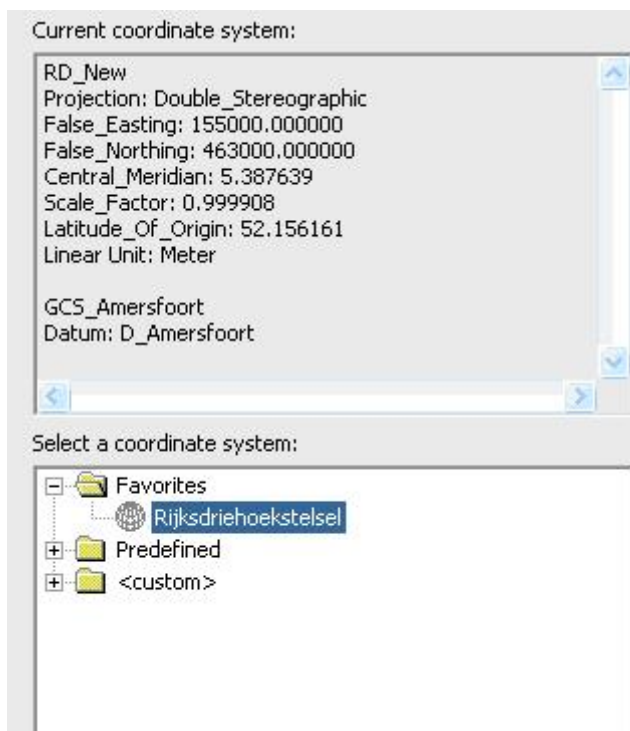 Current coordinate system:
RD_New
Projection: Double_Stereographic
False_Easting: 155000.000000
False_Northing: 463000.000000
Central_Meridian: 5.387639
Scale_Factor: 0.999908
Latitude_Of_Origin: 52.156161
Linear Unit: Meter
GCS_Amersfoort
Datum: D_Amersfoort
Select a coordinate system:
Favorites
Rijksdriehoekstelsel
Predefined
<custom>